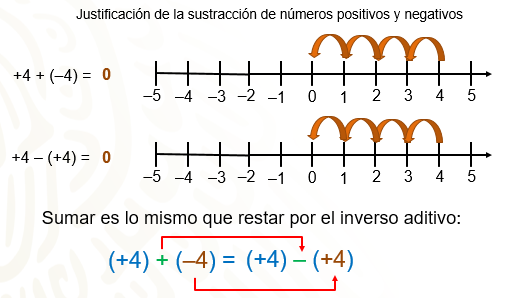 Justificación de la sustracción de números positivos y negativos
+4 + (–4) = 0
–5 –4 –3 –2 –1 0 1 2 3 4 5
+4 – (+4) = 0
–5 –4 –3 –2 –1 0 1 2 3 4 5
Sumar es lo mismo que restar por el inverso aditivo:
(+4) + (–4) = (+4) – (+4)